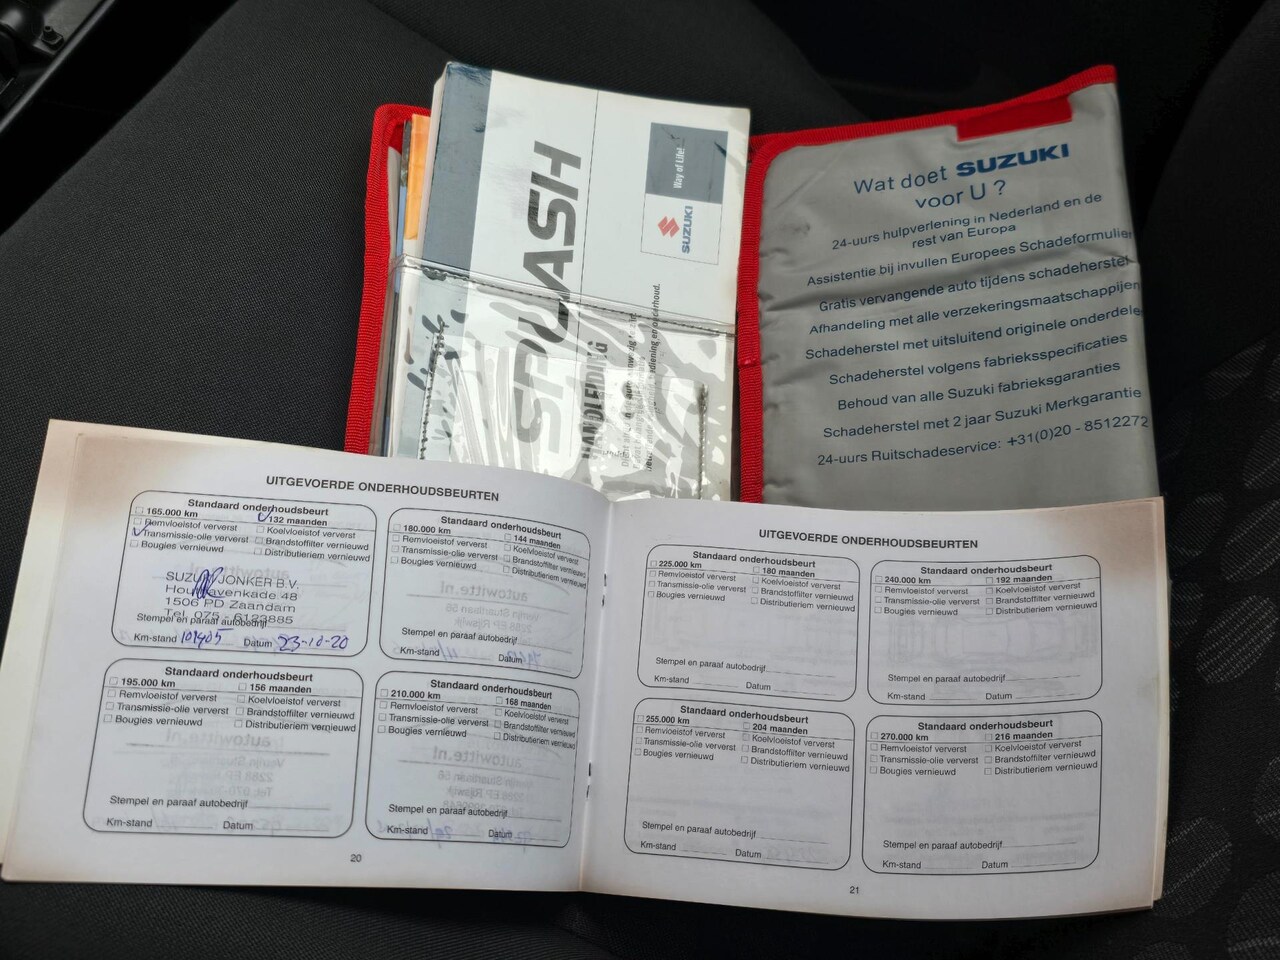 SPLASH
HANDLEIDING
Way of Life!
SUZUKI
Wat doet SUZUKI
voor U ?
24-uurs hulpverlening in Nederland en de
rest van Europa
Assistentie bij invullen Europees Schadeformulier
Gratis vervangende auto tijdens schadeherstel
Afhandeling met alle verzekeringsmaatschappijen
Schadeherstel met uitsluitend originele onderdele
Schadeherstel volgens fabrieksspecificaties
Behoud van alle Suzuki fabrieksgaranties
Schadeherstel met 2 jaar Suzuki Merkgarantie
24-uurs Ruitschadeservice: +31(0)20 - 8512272
UITGEVOERDE ONDERHOUDSBEURTEN
Standaard onderhoudsbeurt
165.000 km 132 maanden
Remvloeistof ververst Koelvloeistof ververst
Transmissie-olie ververst Brandstoffilter vernieuwd
Bougies vernieuwd Distributieriem vernieuwd
SUZUKI JONKER B.V.
Houthavenkade 48
1506 PD Zaandam
Tel. 075 - 6123885
Stempel en paraaf autobedrijf
Km-stand Datum 23-10-20
Standaard onderhoudsbeurt
180.000 km 144 maanden
Remvloeistof ververst Koelvloeistof ververst
Transmissie-olie ververst Brandstoffilter vernieuwd
Bougies vernieuwd Distributieriem vernieuwd
Stempel en paraaf autobedrijf
Km-stand Datum
Standaard onderhoudsbeurt
195.000 km 156 maanden
Remvloeistof ververst Koelvloeistof ververst
Transmissie-olie ververst Brandstoffilter vernieuwd
Bougies vernieuwd Distributieriem vernieuwd
Stempel en paraaf autobedrijf
Km-stand Datum
Standaard onderhoudsbeurt
210.000 km 168 maanden
Remvloeistof ververst Koelvloeistof ververst
Transmissie-olie ververst Brandstoffilter vernieuwd
Bougies vernieuwd Distributieriem vernieuwd
Stempel en paraaf autobedrijf
Km-stand Datum
20
UITGEVOERDE ONDERHOUDSBEURTEN
Standaard onderhoudsbeurt
225.000 km 180 maanden
Remvloeistof ververst Koelvloeistof ververst
Transmissie-olie ververst Brandstoffilter vernieuwd
Bougies vernieuwd Distributieriem vernieuwd
Stempel en paraaf autobedrijf
Km-stand Datum
Standaard onderhoudsbeurt
240.000 km 192 maanden
Remvloeistof ververst Koelvloeistof ververst
Transmissie-olie ververst Brandstoffilter vernieuwd
Bougies vernieuwd Distributieriem vernieuwd
Stempel en paraaf autobedrijf
Km-stand Datum
Standaard onderhoudsbeurt
255.000 km 204 maanden
Remvloeistof ververst Koelvloeistof ververst
Transmissie-olie ververst Brandstoffilter vernieuwd
Bougies vernieuwd Distributieriem vernieuwd
Stempel en paraaf autobedrijf
Km-stand Datum
Standaard onderhoudsbeurt
270.000 km 216 maanden
Remvloeistof ververst Koelvloeistof ververst
Transmissie-olie ververst Brandstoffilter vernieuwd
Bougies vernieuwd Distributieriem vernieuwd
Stempel en paraaf autobedrijf
Km-stand Datum
21